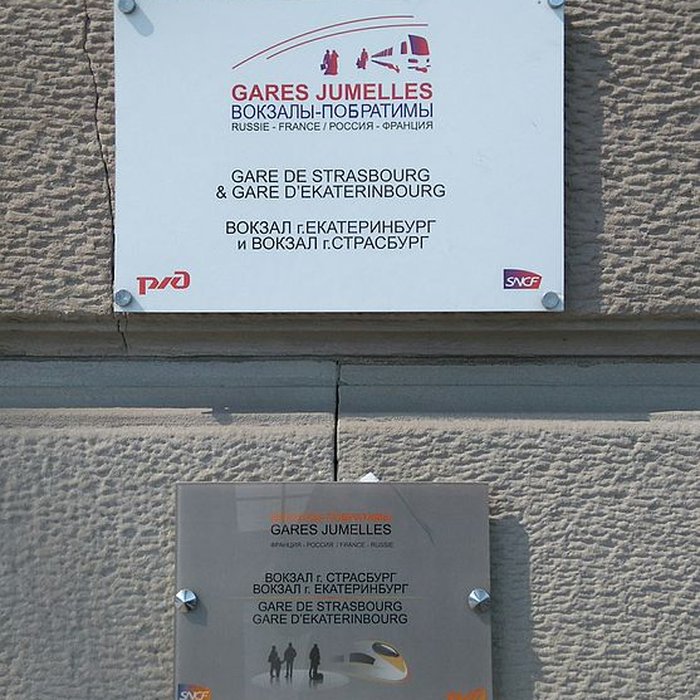 GARES JUMELLES
ВОКЗАЛЫ-ПОБРАТИМЫ
RUSSIE - FRANCE / РОССИЯ - ФРАНЦИЯ
GARE DE STRASBOURG
& GARE D'EKATERINBOURG
ВОКЗАЛ г.ЕКАТЕРИНБУРГ
и ВОКЗАЛ г.СТРАСБУРГ
ржд SNCF
GARES JUMELLES
ФРАНЦИЯ - РОССИЯ / FRANCE - RUSSIE
ВОКЗАЛ г. СТРАСБУРГ
ВОКЗАЛ г. ЕКАТЕРИНБУРГ
GARE DE STRASBOURG
GARE D'EKATERINBOURG
SNCF